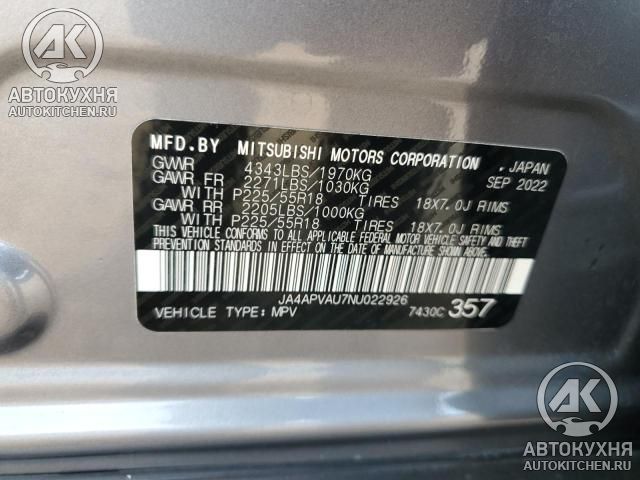 AK
АВТОКУХНЯ
AUTOKITCHEN.RU
MFD.BY MITSUBISHI MOTORS CORPORATION , JAPAN
GVWR 4343LBS/1970KG SEP 2022
GAWR FR 2271LBS/1030KG
WITH P225/55R18 TIRES 18X7.0J RIMS
GAWR RR 2205LBS/1000KG
WITH P225/55R18 TIRES 18X7.0J RIMS
THIS VEHICLE CONFORMS TO ALL APPLICABLE FEDERAL MOTOR VEHICLE SAFETY AND THEFT
PREVENTION STANDARDS IN EFFECT ON THE DATE OF MANUFACTURE SHOWN ABOVE.
JA4APVAU7NU022926
VEHICLE TYPE: MPV 7430C 357
AK
АВТОКУХНЯ
AUTOKITCHEN.RU